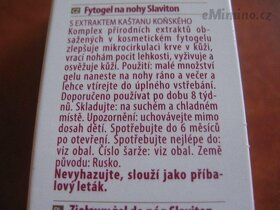 eMimino.cz
Fytogel na nohy Slaviton
S EXTRAKTEM KAŠTANU KOŇSKÉHO
Komplex přírodních extraktů ob-
sažených v kosmetickém fytogelu
zlepšuje mikrocirkulaci krve v kůži,
vrací nohám pocit lehkosti, vyživuje a
osvěžuje kůži. Použití: malé množství
gelu naneste na nohy ráno a večer a
lehce vtírejte do úplného vstřebání.
Doporučeno používat po dobu 8 týd-
nů. Skladujte: na suchém a chladném
místě. Upozornění: uchovávejte mimo
dosah dětí. Spotřebujte do 6 měsíců
po otevření. Spotřebujte nejlépe do:
viz obal. Číslo šarže: viz obal. Země
původu: Rusko.
Nevyhazujte, slouží jako příba-
lový leták.